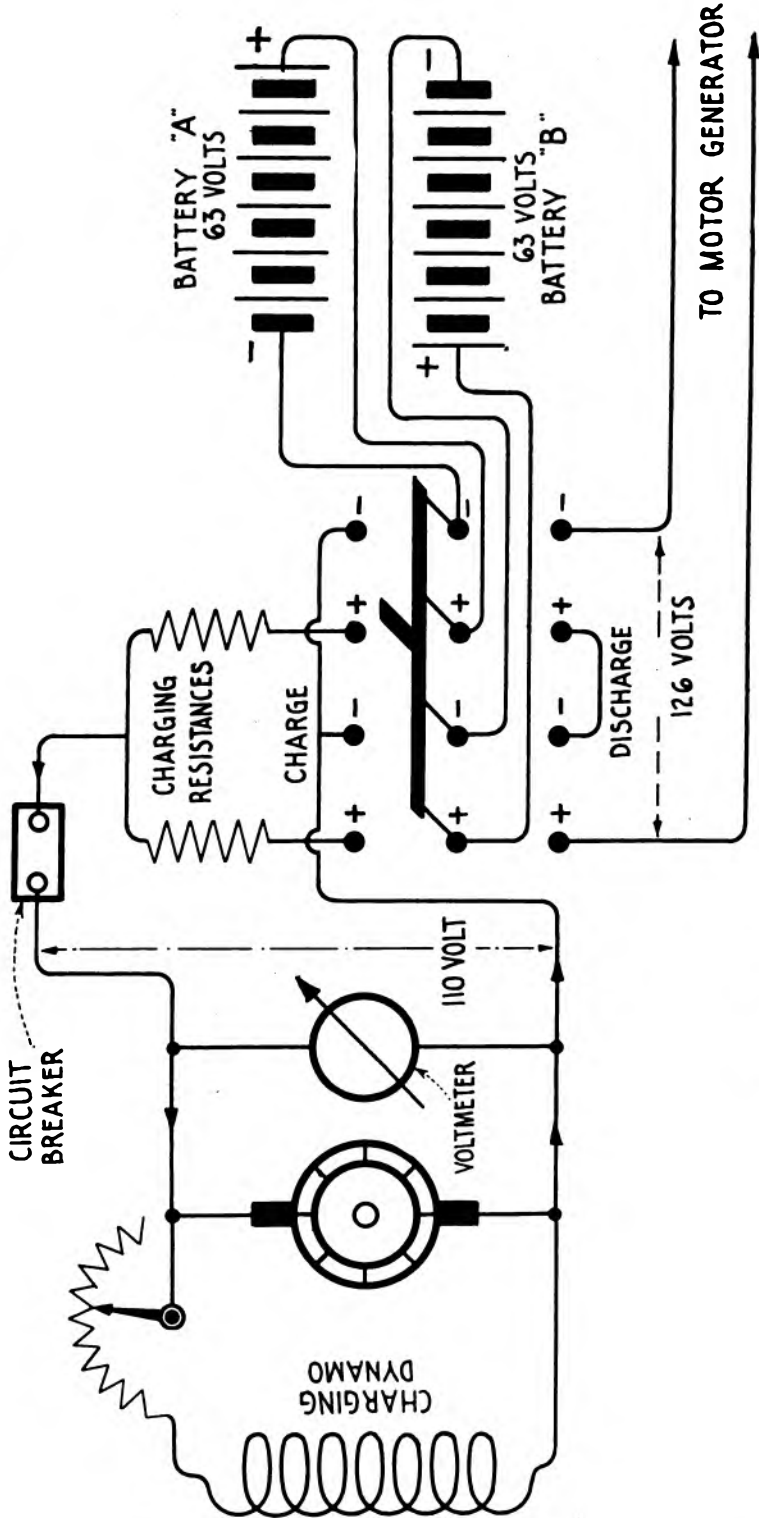 BATTERY "A"
63 VOLTS
+
-
-
+
63 VOLTS
BATTERY "B"
CIRCUIT
BREAKER
CHARGING
RESISTANCES
CHARGE
+ - + -
+ - + -
+ - + -
DISCHARGE
126 VOLTS
TO MOTOR GENERATOR
110 VOLT
VOLTMETER
CHARGING
DYNAMO